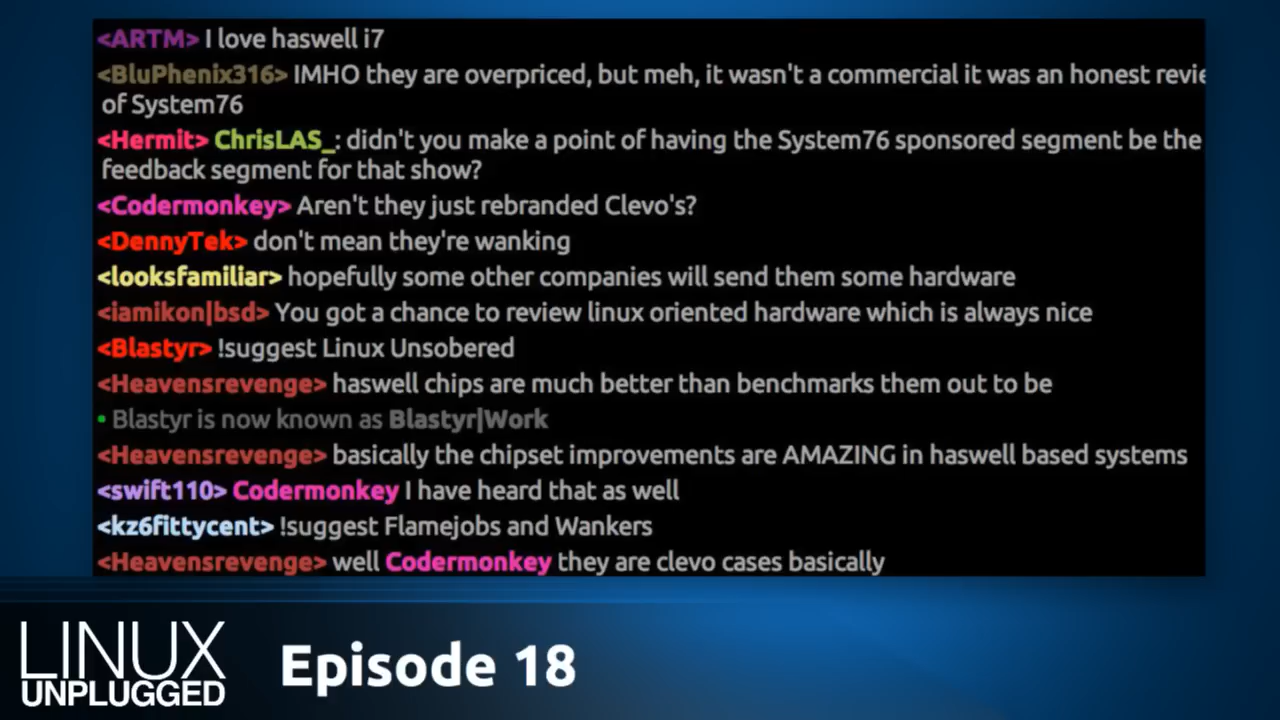 <ARTM> I love haswell i7
<BluPhenix316> IMHO they are overpriced, but meh, it wasn't a commercial it was an honest revie
of System76
<Hermit> ChrisLAS_: didn't you make a point of having the System76 sponsored segment be the
feedback segment for that show?
<Codermonkey> Aren't they just rebranded Clevo's?
<DennyTek> don't mean they're wanking
<looksfamiliar> hopefully some other companies will send them some hardware
<iamikon|bsd> You got a chance to review linux oriented hardware which is always nice
<Blastyr> !suggest Linux Unsobered
<Heavensrevenge> haswell chips are much better than benchmarks them out to be
• Blastyr is now known as Blastyr|Work
<Heavensrevenge> basically the chipset improvements are AMAZING in haswell based systems
<swift110> Codermonkey I have heard that as well
<kz6fittycent> !suggest Flamejobs and Wankers
<Heavensrevenge> well Codermonkey they are clevo cases basically
LINUX
UNPLUGGED
Episode 18